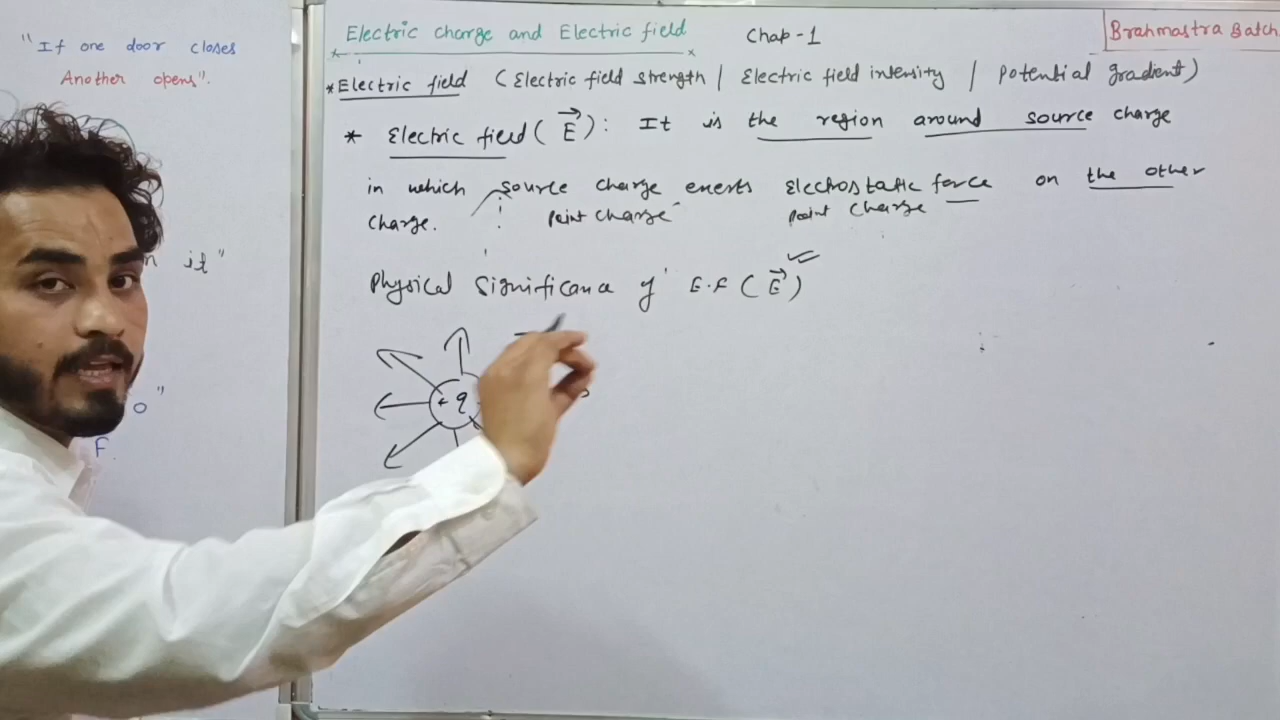 "If one door closes
Another opens".
it"
o"
F.
Electric charge and Electric field Chap-1
Brahmastra Batch
*Electric field (Electric field strength | Electric field intensity / Potential gradient)
* Electric field (E→): It is the region around source charge
in which source charge exerts Electrostatic force on the other
charge. Point charge point charge
Physical Significance of E.F (E→)
+q